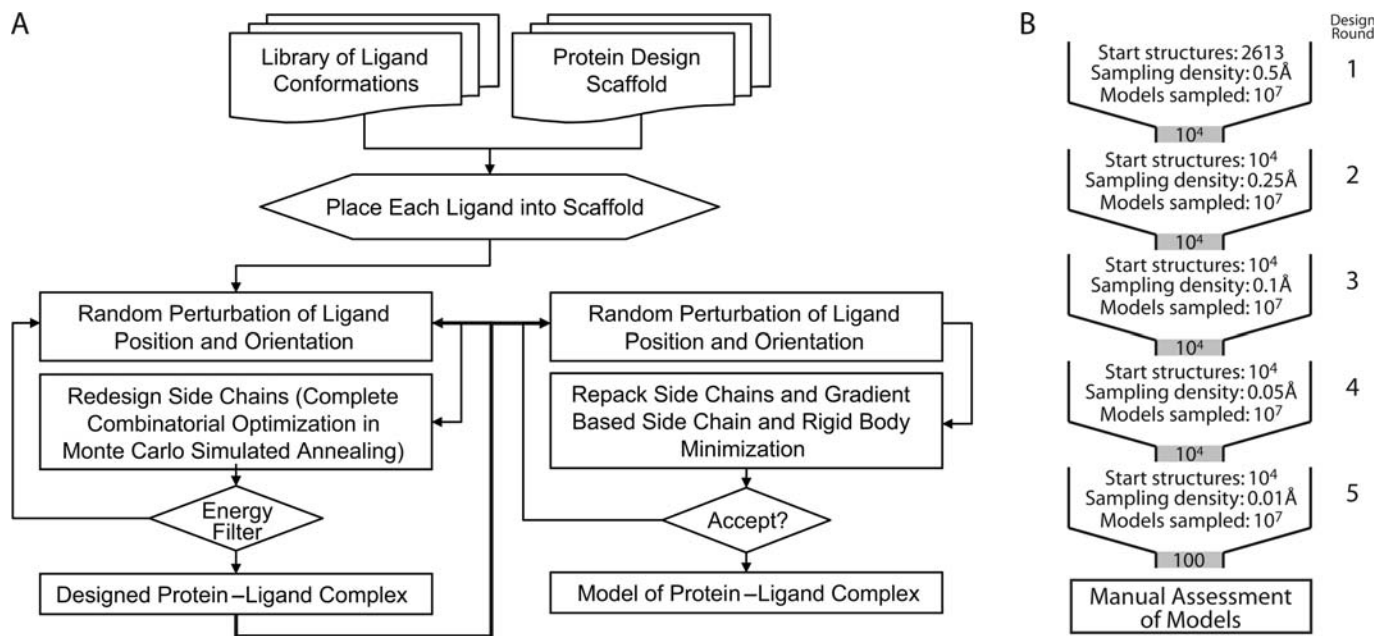 A
Library of Ligand
Conformations
Protein Design
Scaffold
Place Each Ligand into Scaffold
Random Perturbation of Ligand
Position and Orientation
Redesign Side Chains (Complete
Combinatorial Optimization in
Monte Carlo Simulated Annealing)
Energy
Filter
Designed Protein–Ligand Complex
Random Perturbation of Ligand
Position and Orientation
Repack Side Chains and Gradient
Based Side Chain and Rigid Body
Minimization
Accept?
Model of Protein–Ligand Complex
B
Design
Round
Start structures: 2613
Sampling density: 0.5Å
Models sampled: 10⁷
1
10⁴
Start structures: 10⁴
Sampling density: 0.25Å
Models sampled: 10⁷
2
10⁴
Start structures: 10⁴
Sampling density: 0.1Å
Models sampled: 10⁷
3
10⁴
Start structures: 10⁴
Sampling density: 0.05Å
Models sampled: 10⁷
4
10⁴
Start structures: 10⁴
Sampling density: 0.01Å
Models sampled: 10⁷
5
100
Manual Assessment
of Models